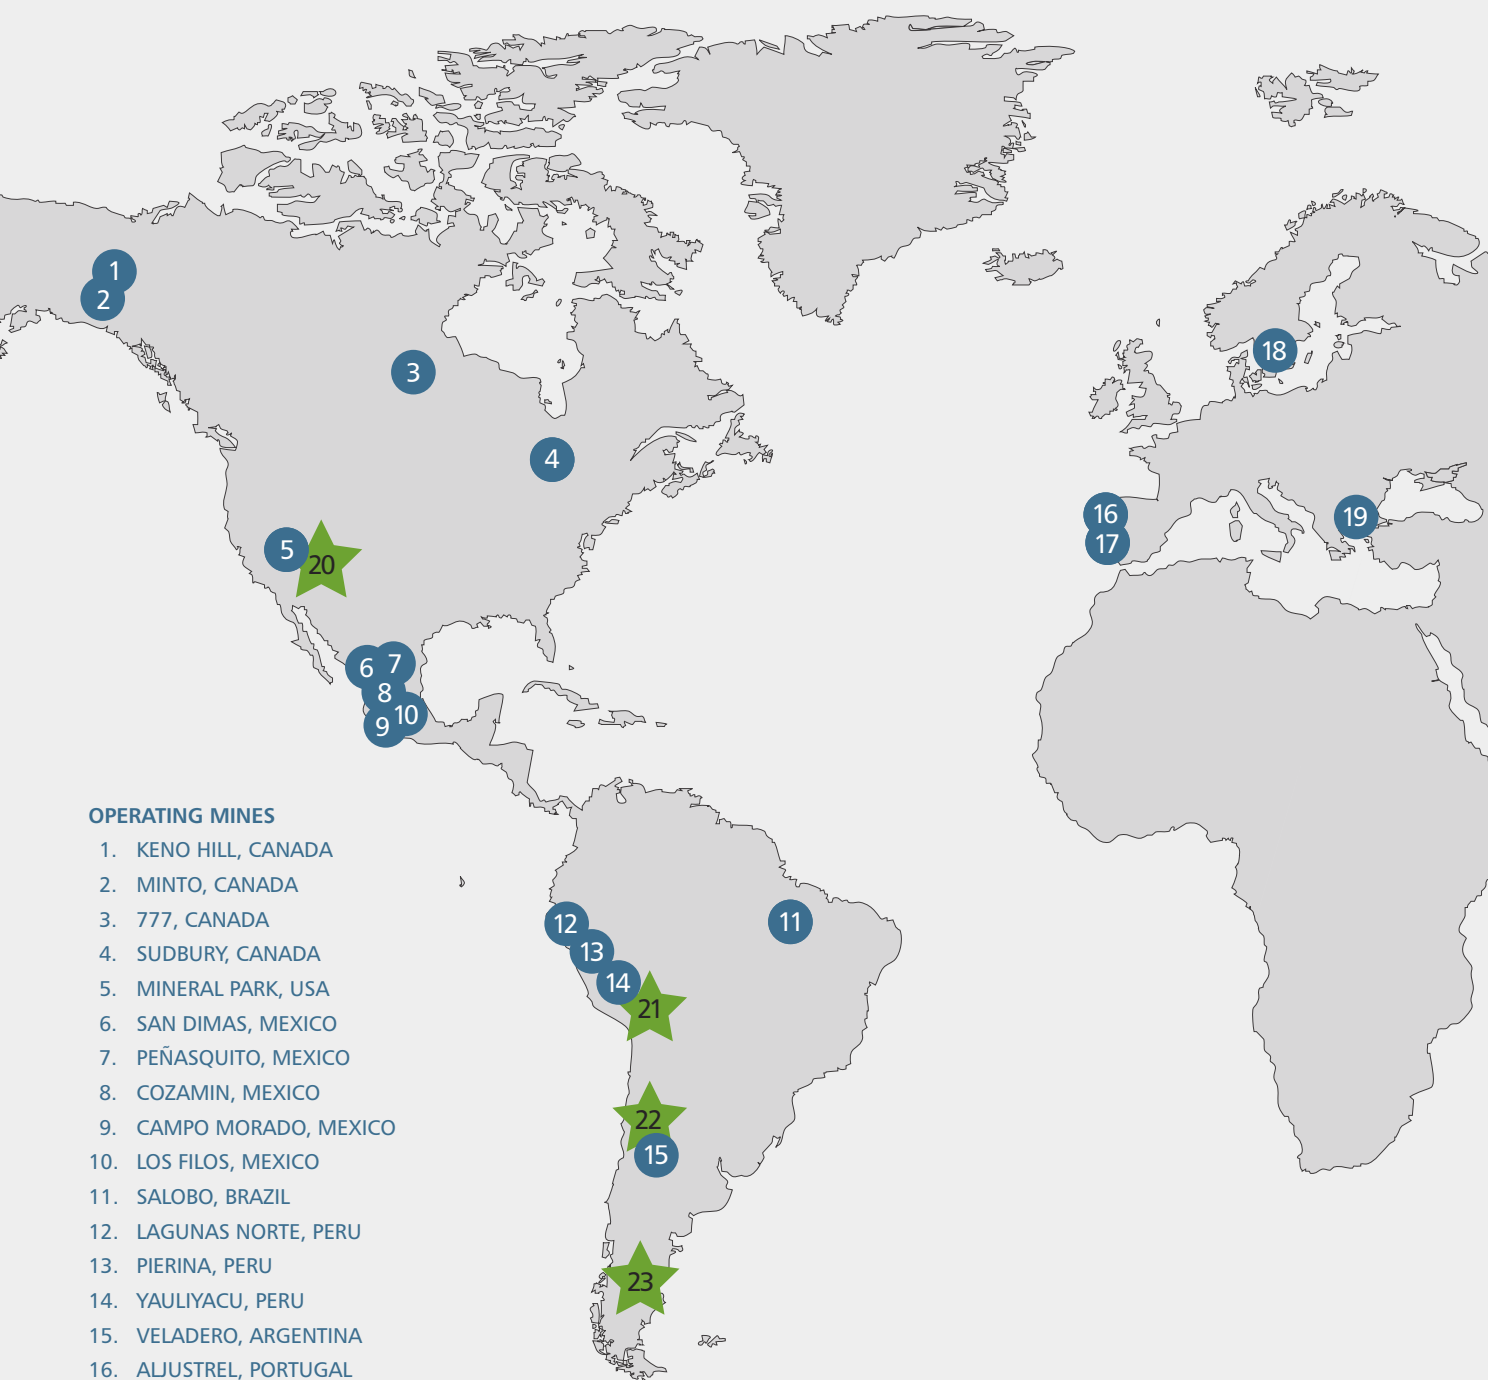 1
2
3
18
4
16
19
5
20
17
6 7
8
10
9
OPERATING MINES
1. KENO HILL, CANADA
2. MINTO, CANADA
3. 777, CANADA
4. SUDBURY, CANADA
5. MINERAL PARK, USA
6. SAN DIMAS, MEXICO
7. PEÑASQUITO, MEXICO
8. COZAMIN, MEXICO
9. CAMPO MORADO, MEXICO
10. LOS FILOS, MEXICO
11. SALOBO, BRAZIL
12. LAGUNAS NORTE, PERU
13. PIERINA, PERU
14. YAULIYACU, PERU
15. VELADERO, ARGENTINA
16. ALJUSTREL, PORTUGAL
12
11
13
14
21
22
15
23